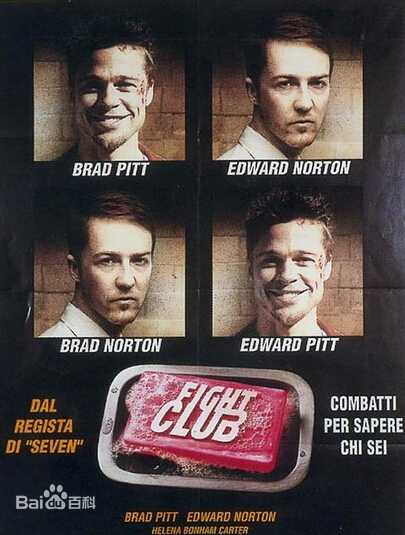 BRAD PITT
EDWARD NORTON
BRAD NORTON
EDWARD PITT
DAL
REGISTA
DI "SEVEN"
FIGHT
CLUB
COMBATTI
PER SAPERE
CHI SEI
Bai百科
BRAD PITT EDWARD NORTON
HELENA BONHAM CARTER